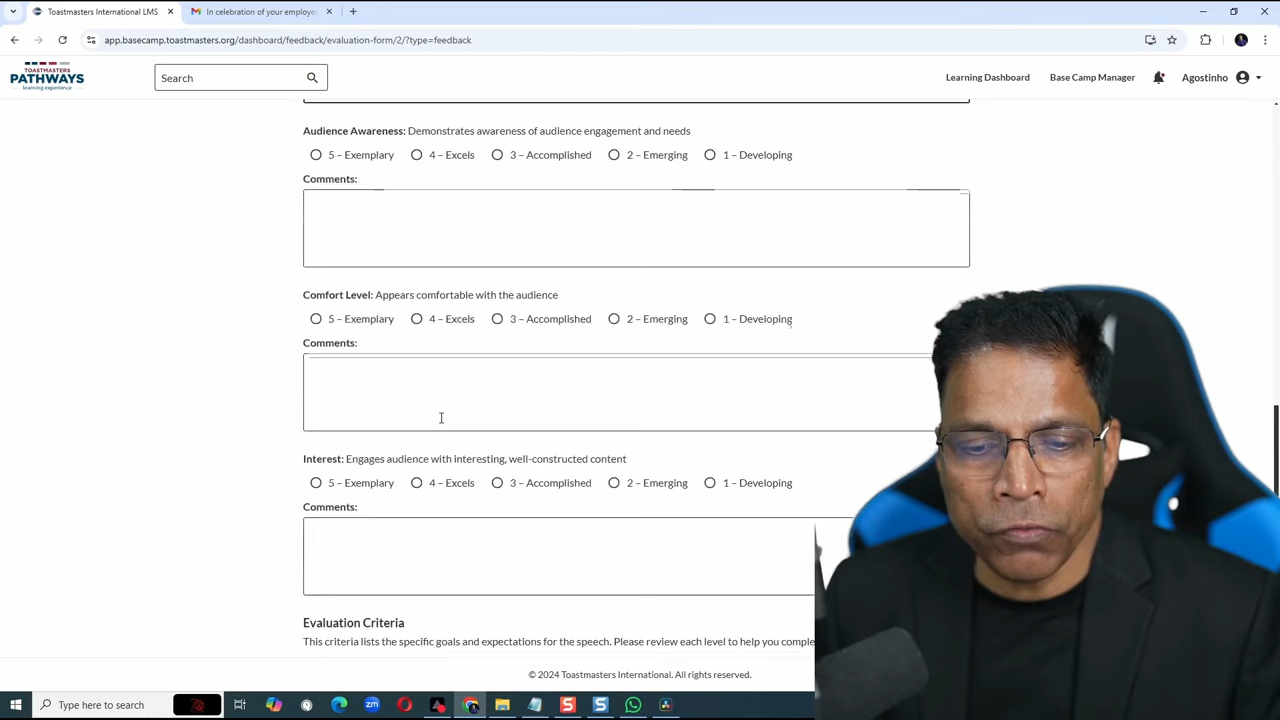 Toastmasters International LMS
In celebration of your employe
app.basecamp.toastmasters.org/dashboard/feedback/evaluation-form/2/?type=feedback
TOASTMASTERS
PATHWAYS
learning experience
Search
Learning Dashboard
Base Camp Manager
Agostinho
Audience Awareness: Demonstrates awareness of audience engagement and needs
5 – Exemplary 4 – Excels 3 – Accomplished 2 – Emerging 1 – Developing
Comments:
Comfort Level: Appears comfortable with the audience
5 – Exemplary 4 – Excels 3 – Accomplished 2 – Emerging 1 – Developing
Comments:
Interest: Engages audience with interesting, well-constructed content
5 – Exemplary 4 – Excels 3 – Accomplished 2 – Emerging 1 – Developing
Comments:
Evaluation Criteria
This criteria lists the specific goals and expectations for the speech. Please review each level to help you comple
© 2024 Toastmasters International. All rights reserved.
Type here to search